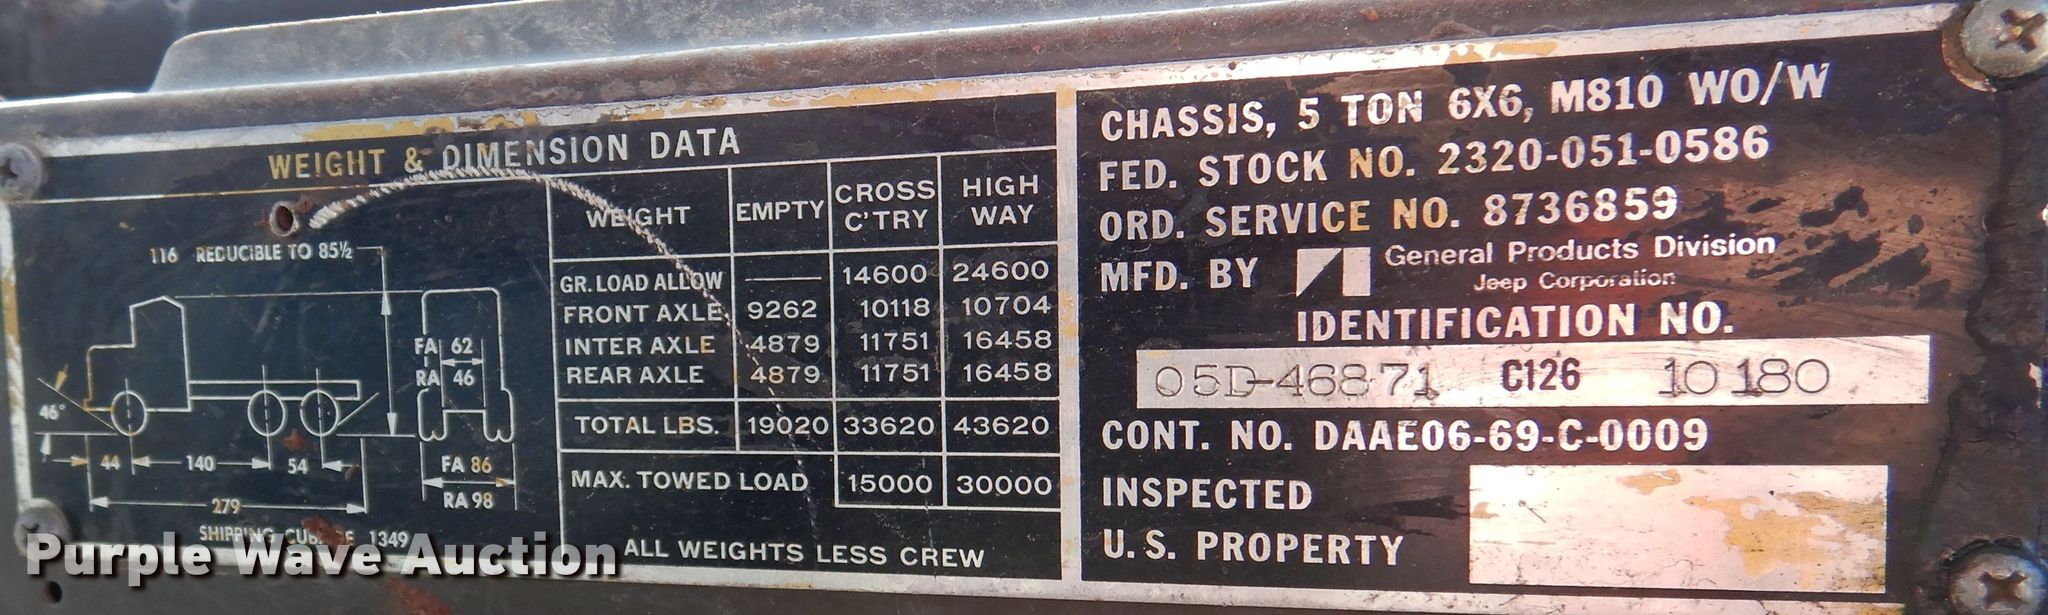 WEIGHT & DIMENSION DATA
116 REDUCIBLE TO 85½
FA 62
RA 46
46°
44 140 54
FA 86
279
RA 98
SHIPPING CUBAGE 1349
WEIGHT EMPTY CROSS C'TRY HIGH WAY
GR. LOAD ALLOW —— 14600 24600
FRONT AXLE 9262 10118 10704
INTER AXLE 4879 11751 16458
REAR AXLE 4879 11751 16458
TOTAL LBS. 19020 33620 43620
MAX. TOWED LOAD 15000 30000
ALL WEIGHTS LESS CREW
CHASSIS, 5 TON 6X6, M810 WO/W
FED. STOCK NO. 2320-051-0586
ORD. SERVICE NO. 8736859
MFD. BY General Products Division
Jeep Corporation
IDENTIFICATION NO.
05D-46871 C126 10180
CONT. NO. DAAE06-69-C-0009
INSPECTED
U.S. PROPERTY
Purple Wave Auction